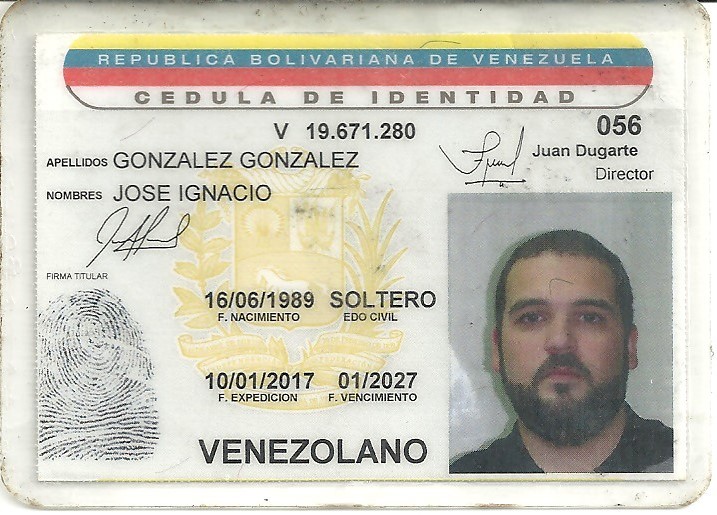 REPUBLICA BOLIVARIANA DE VENEZUELA
CEDULA DE IDENTIDAD
V 19.671.280
056
APELLIDOS GONZALEZ GONZALEZ
Juan Dugarte
Director
NOMBRES JOSE IGNACIO
FIRMA TITULAR
16/06/1989 SOLTERO
F. NACIMIENTO EDO CIVIL
10/01/2017 01/2027
F. EXPEDICION F. VENCIMIENTO
VENEZOLANO